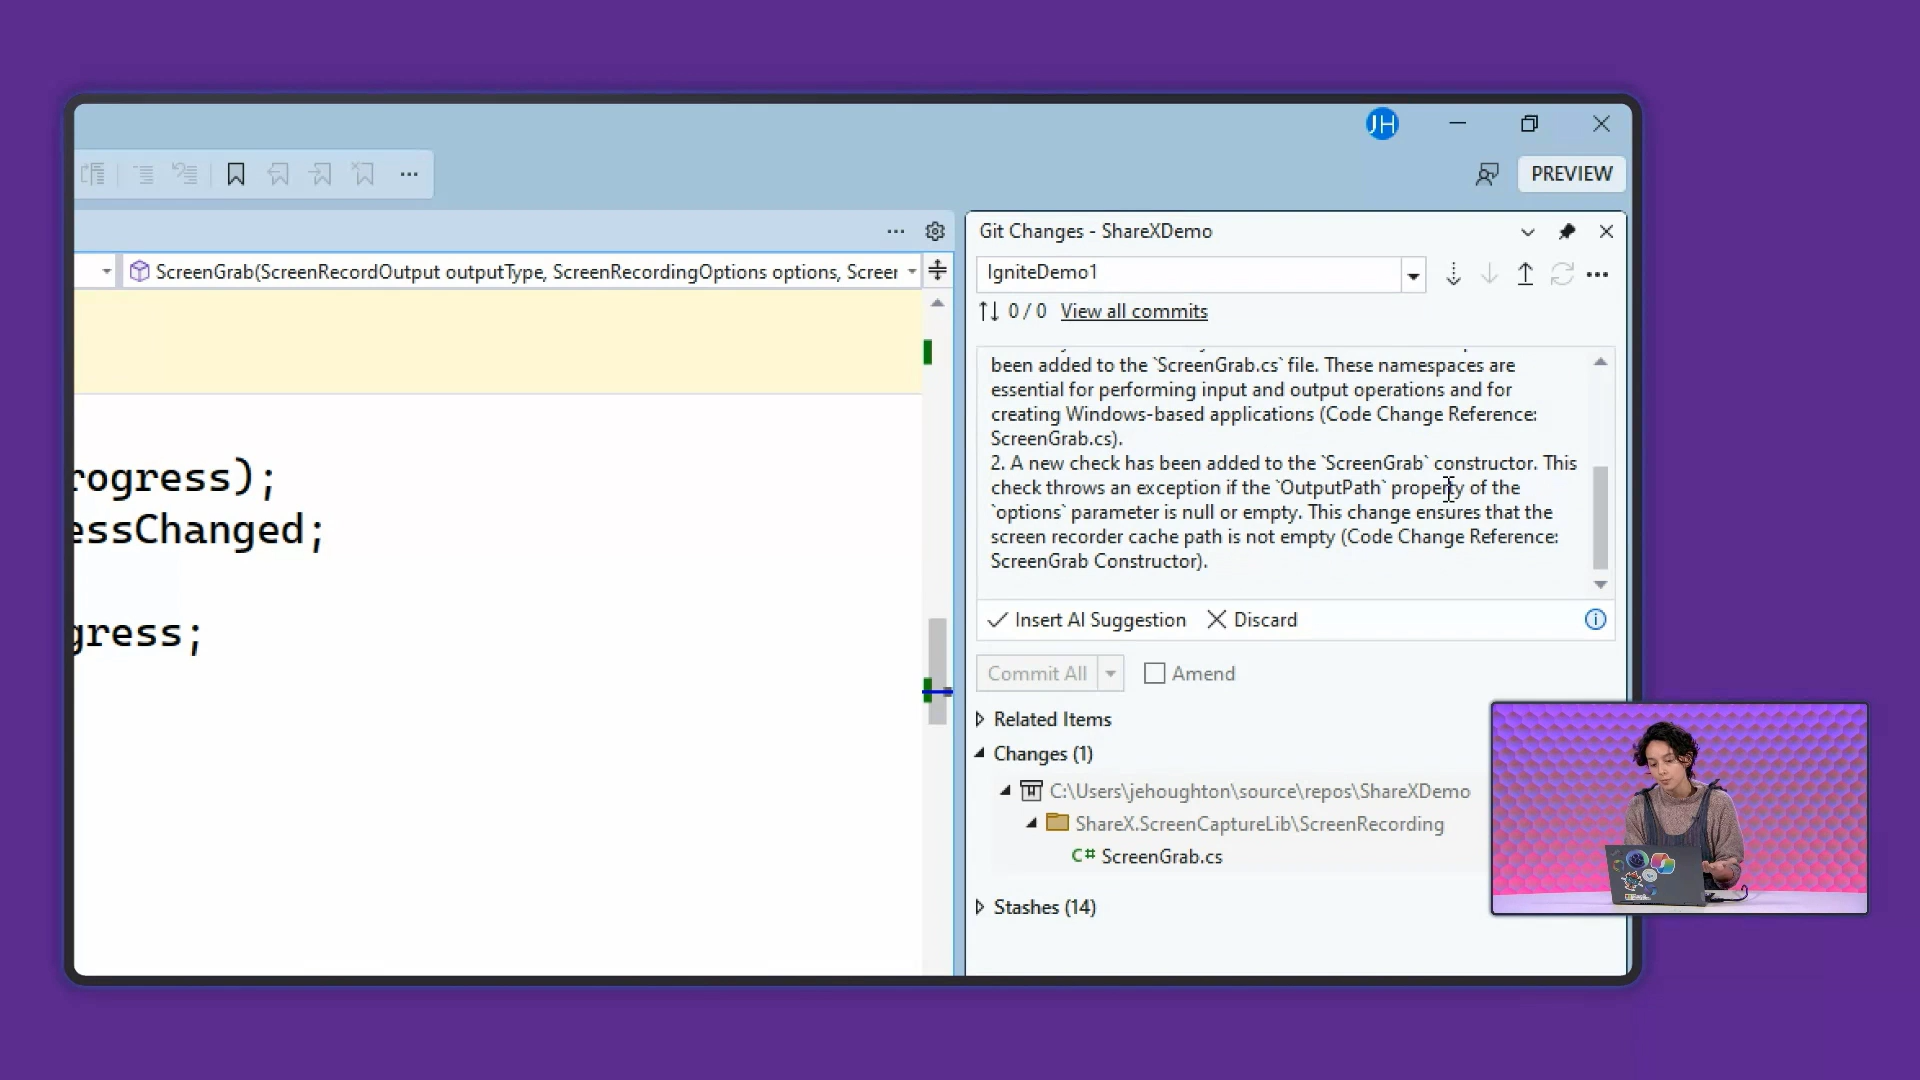 JH
PREVIEW
Git Changes - ShareXDemo
ScreenGrab(ScreenRecordOutput outputType, ScreenRecordingOptions options, Screer
IgniteDemo1
0 / 0 View all commits
been added to the `ScreenGrab.cs` file. These namespaces are
essential for performing input and output operations and for
creating Windows-based applications (Code Change Reference:
ScreenGrab.cs).
2. A new check has been added to the `ScreenGrab` constructor. This
check throws an exception if the `OutputPath` property of the
`options` parameter is null or empty. This change ensures that the
screen recorder cache path is not empty (Code Change Reference:
ScreenGrab Constructor).
rogress);
essChanged;
gress;
Insert AI Suggestion Discard
Commit All Amend
Related Items
Changes (1)
C:\Users\jehoughton\source\repos\ShareXDemo
ShareX.ScreenCaptureLib\ScreenRecording
C# ScreenGrab.cs
Stashes (14)